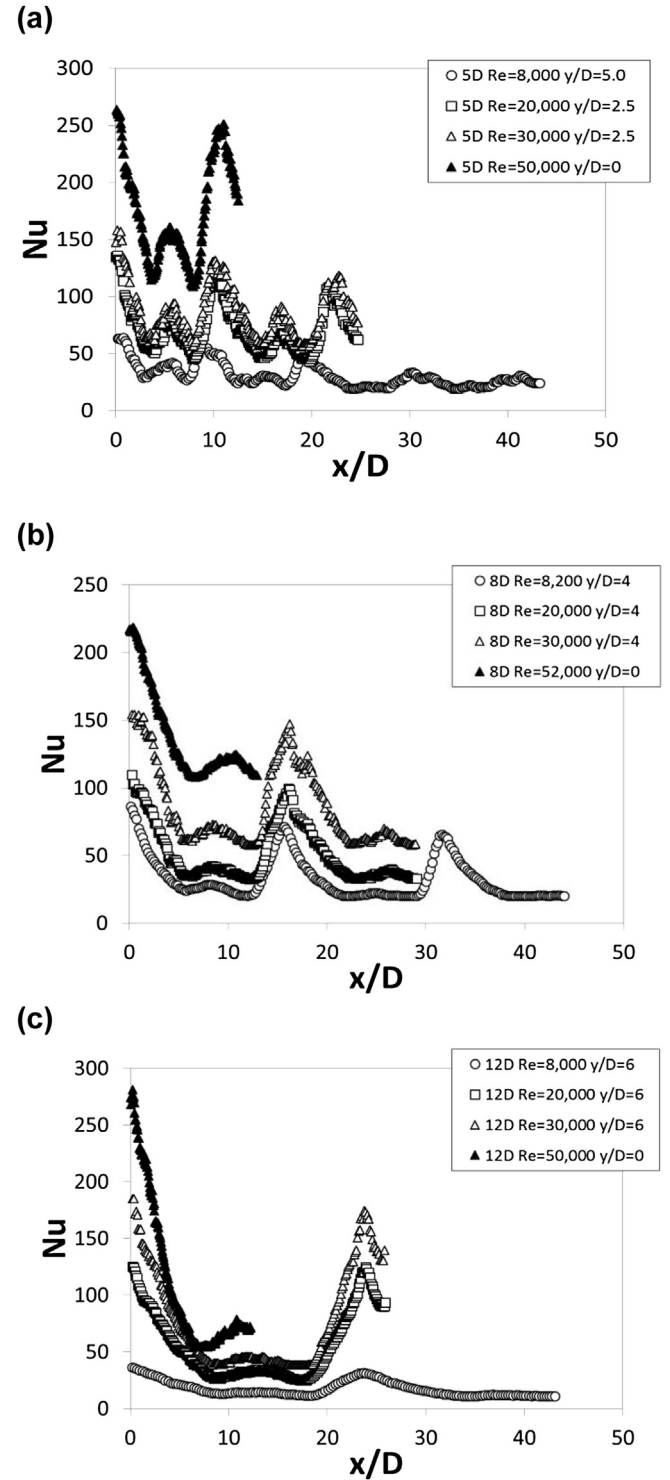 (a)
300
250
200
150
100
50
0
Nu
0 10 20 30 40 50
x/D
5D Re=8,000 y/D=5.0
5D Re=20,000 y/D=2.5
5D Re=30,000 y/D=2.5
5D Re=50,000 y/D=0
(b)
250
200
150
100
50
0
Nu
0 10 20 30 40 50
x/D
8D Re=8,200 y/D=4
8D Re=20,000 y/D=4
8D Re=30,000 y/D=4
8D Re=52,000 y/D=0
(c)
300
250
200
150
100
50
0
Nu
0 10 20 30 40 50
x/D
12D Re=8,000 y/D=6
12D Re=20,000 y/D=6
12D Re=30,000 y/D=6
12D Re=50,000 y/D=0